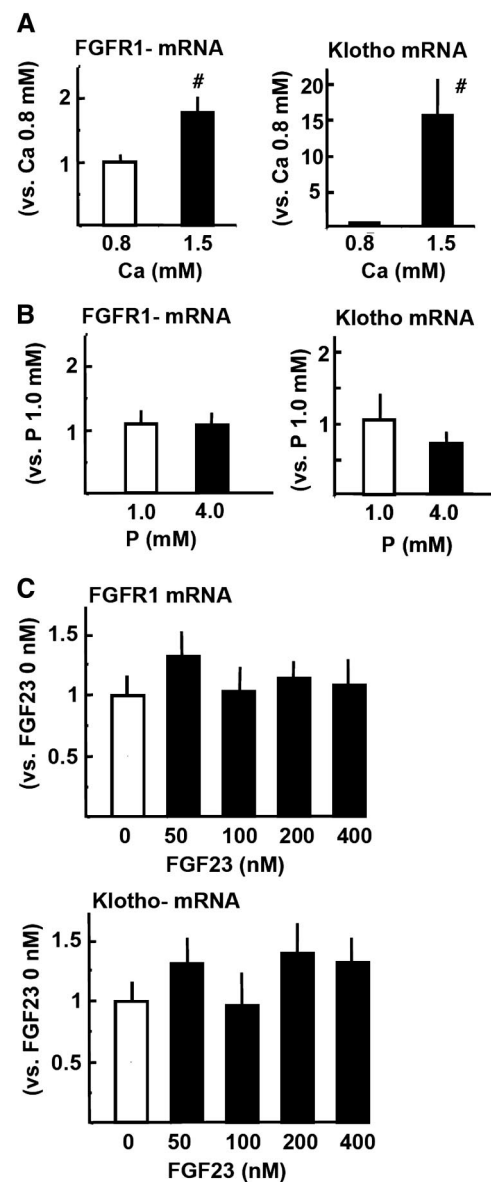 A
FGFR1- mRNA
(vs. Ca 0.8 mM)
2
1
#
0.8 1.5
Ca (mM)
Klotho mRNA
(vs. Ca 0.8 mM)
20
15
10
5
#
0.8 1.5
Ca (mM)
B
FGFR1- mRNA
(vs. P 1.0 mM)
2
1
1.0 4.0
P (mM)
Klotho mRNA
(vs. P 1.0 mM)
2
1
1.0 4.0
P (mM)
C
FGFR1 mRNA
(vs. FGF23 0 nM)
1.5
1
0.5
0 50 100 200 400
FGF23 (nM)
Klotho- mRNA
(vs. FGF23 0 nM)
1.5
1
0.5
0 50 100 200 400
FGF23 (nM)